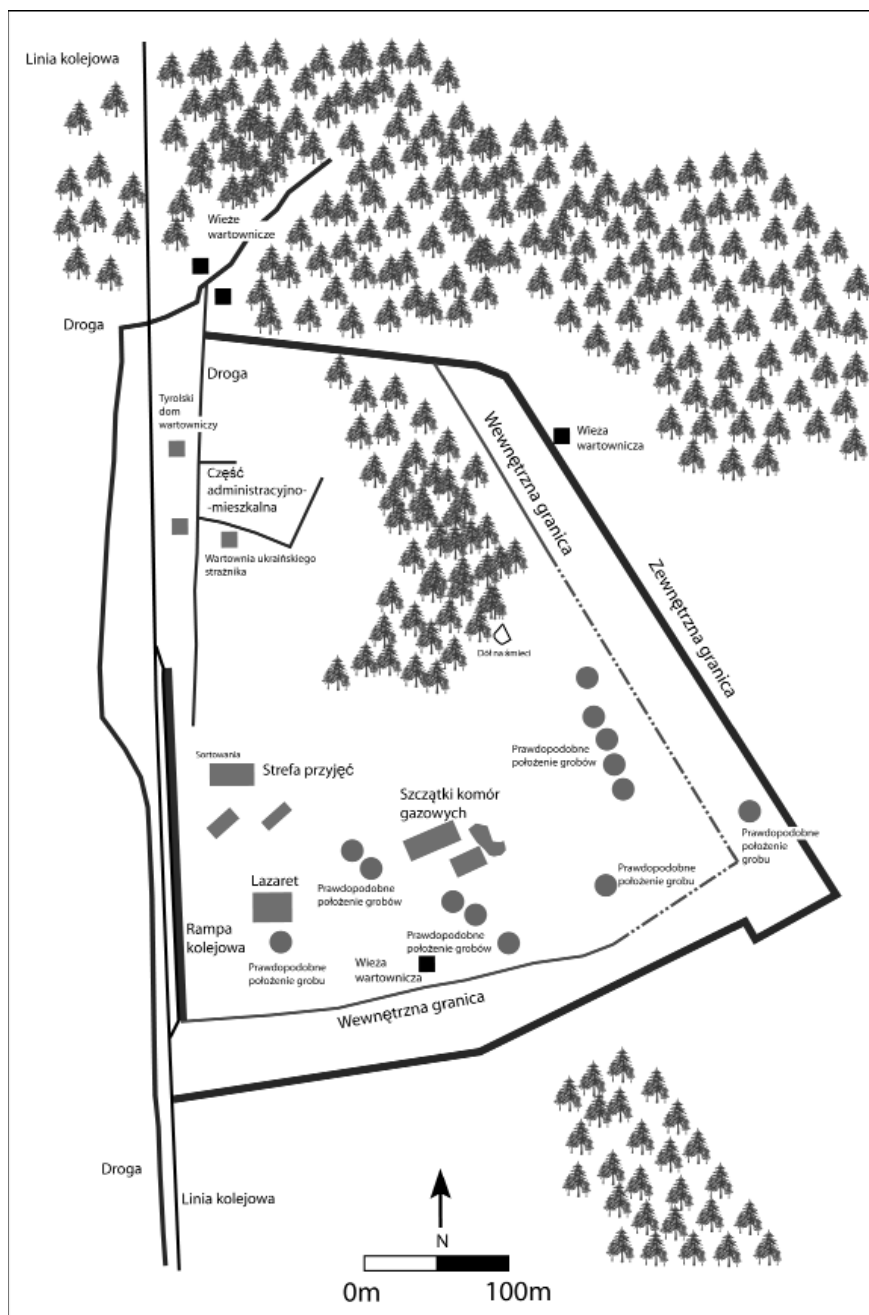 Linia kolejowa
Wieże
wartownicze
Droga
Droga
Tyrolski
dom
wartowniczy
Wewnętrzna granica
Wieża
wartownicza
Część
administracyjno-
-mieszkalna
Wartownia ukraińskiego
strażnika
Zewnętrzna granica
Dół na śmieci
Sortowania
Strefa przyjęć
Prawdopodobne
położenie grobów
Szczątki komór
gazowych
Prawdopodobne
położenie
grobu
Prawdopodobne
położenie grobu
Lazaret
Prawdopodobne
położenie grobów
Rampa
kolejowa
Prawdopodobne
położenie grobów
Prawdopodobne
położenie grobu
Wieża
wartownicza
Wewnętrzna granica
Droga
Linia kolejowa
N
0m
100m